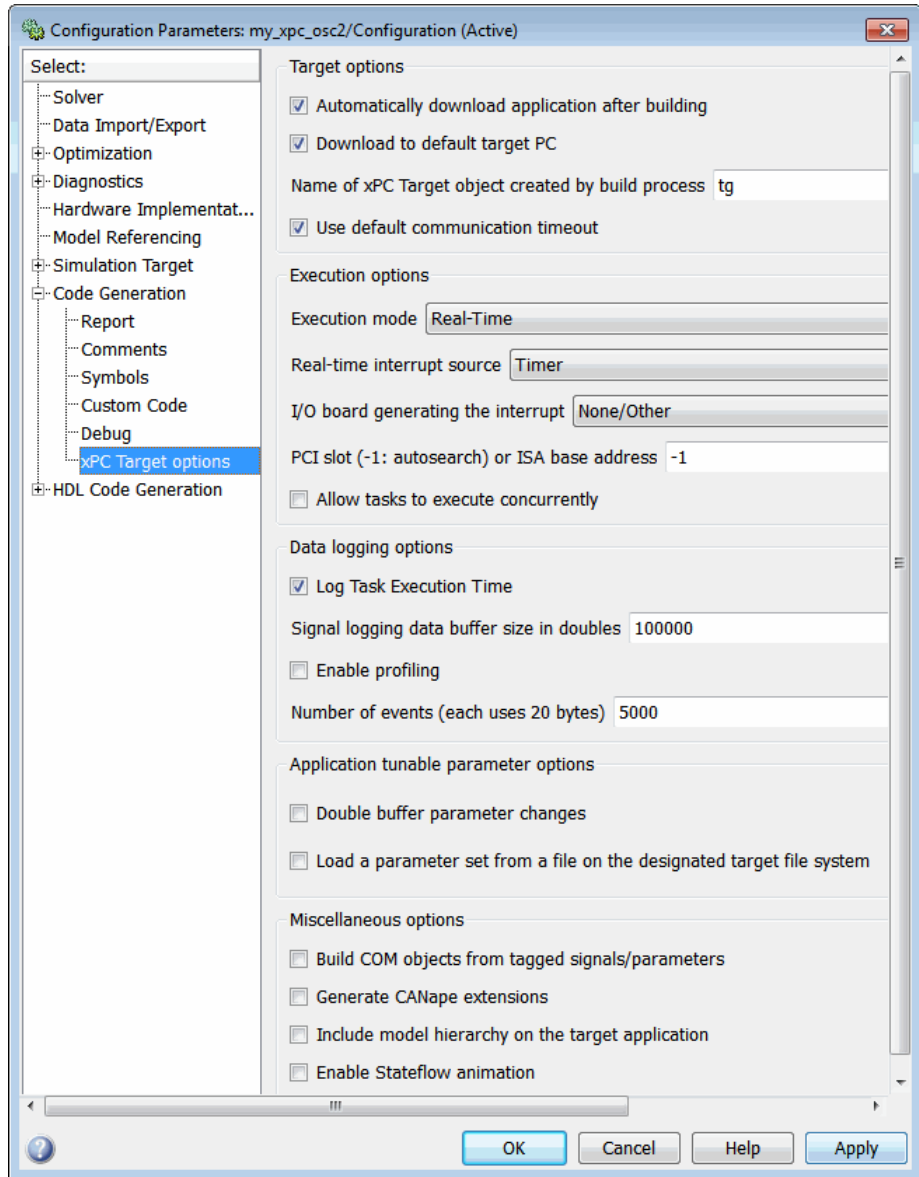 Configuration Parameters: my_xpc_osc2/Configuration (Active)
Select:
Solver
Data Import/Export
Optimization
Diagnostics
Hardware Implementat...
Model Referencing
Simulation Target
Code Generation
Report
Comments
Symbols
Custom Code
Debug
xPC Target options
HDL Code Generation
Target options
Automatically download application after building
Download to default target PC
Name of xPC Target object created by build process tg
Use default communication timeout
Execution options
Execution mode Real-Time
Real-time interrupt source Timer
I/O board generating the interrupt None/Other
PCI slot (-1: autosearch) or ISA base address -1
Allow tasks to execute concurrently
Data logging options
Log Task Execution Time
Signal logging data buffer size in doubles 100000
Enable profiling
Number of events (each uses 20 bytes) 5000
Application tunable parameter options
Double buffer parameter changes
Load a parameter set from a file on the designated target file system
Miscellaneous options
Build COM objects from tagged signals/parameters
Generate CANape extensions
Include model hierarchy on the target application
Enable Stateflow animation
OK Cancel Help Apply